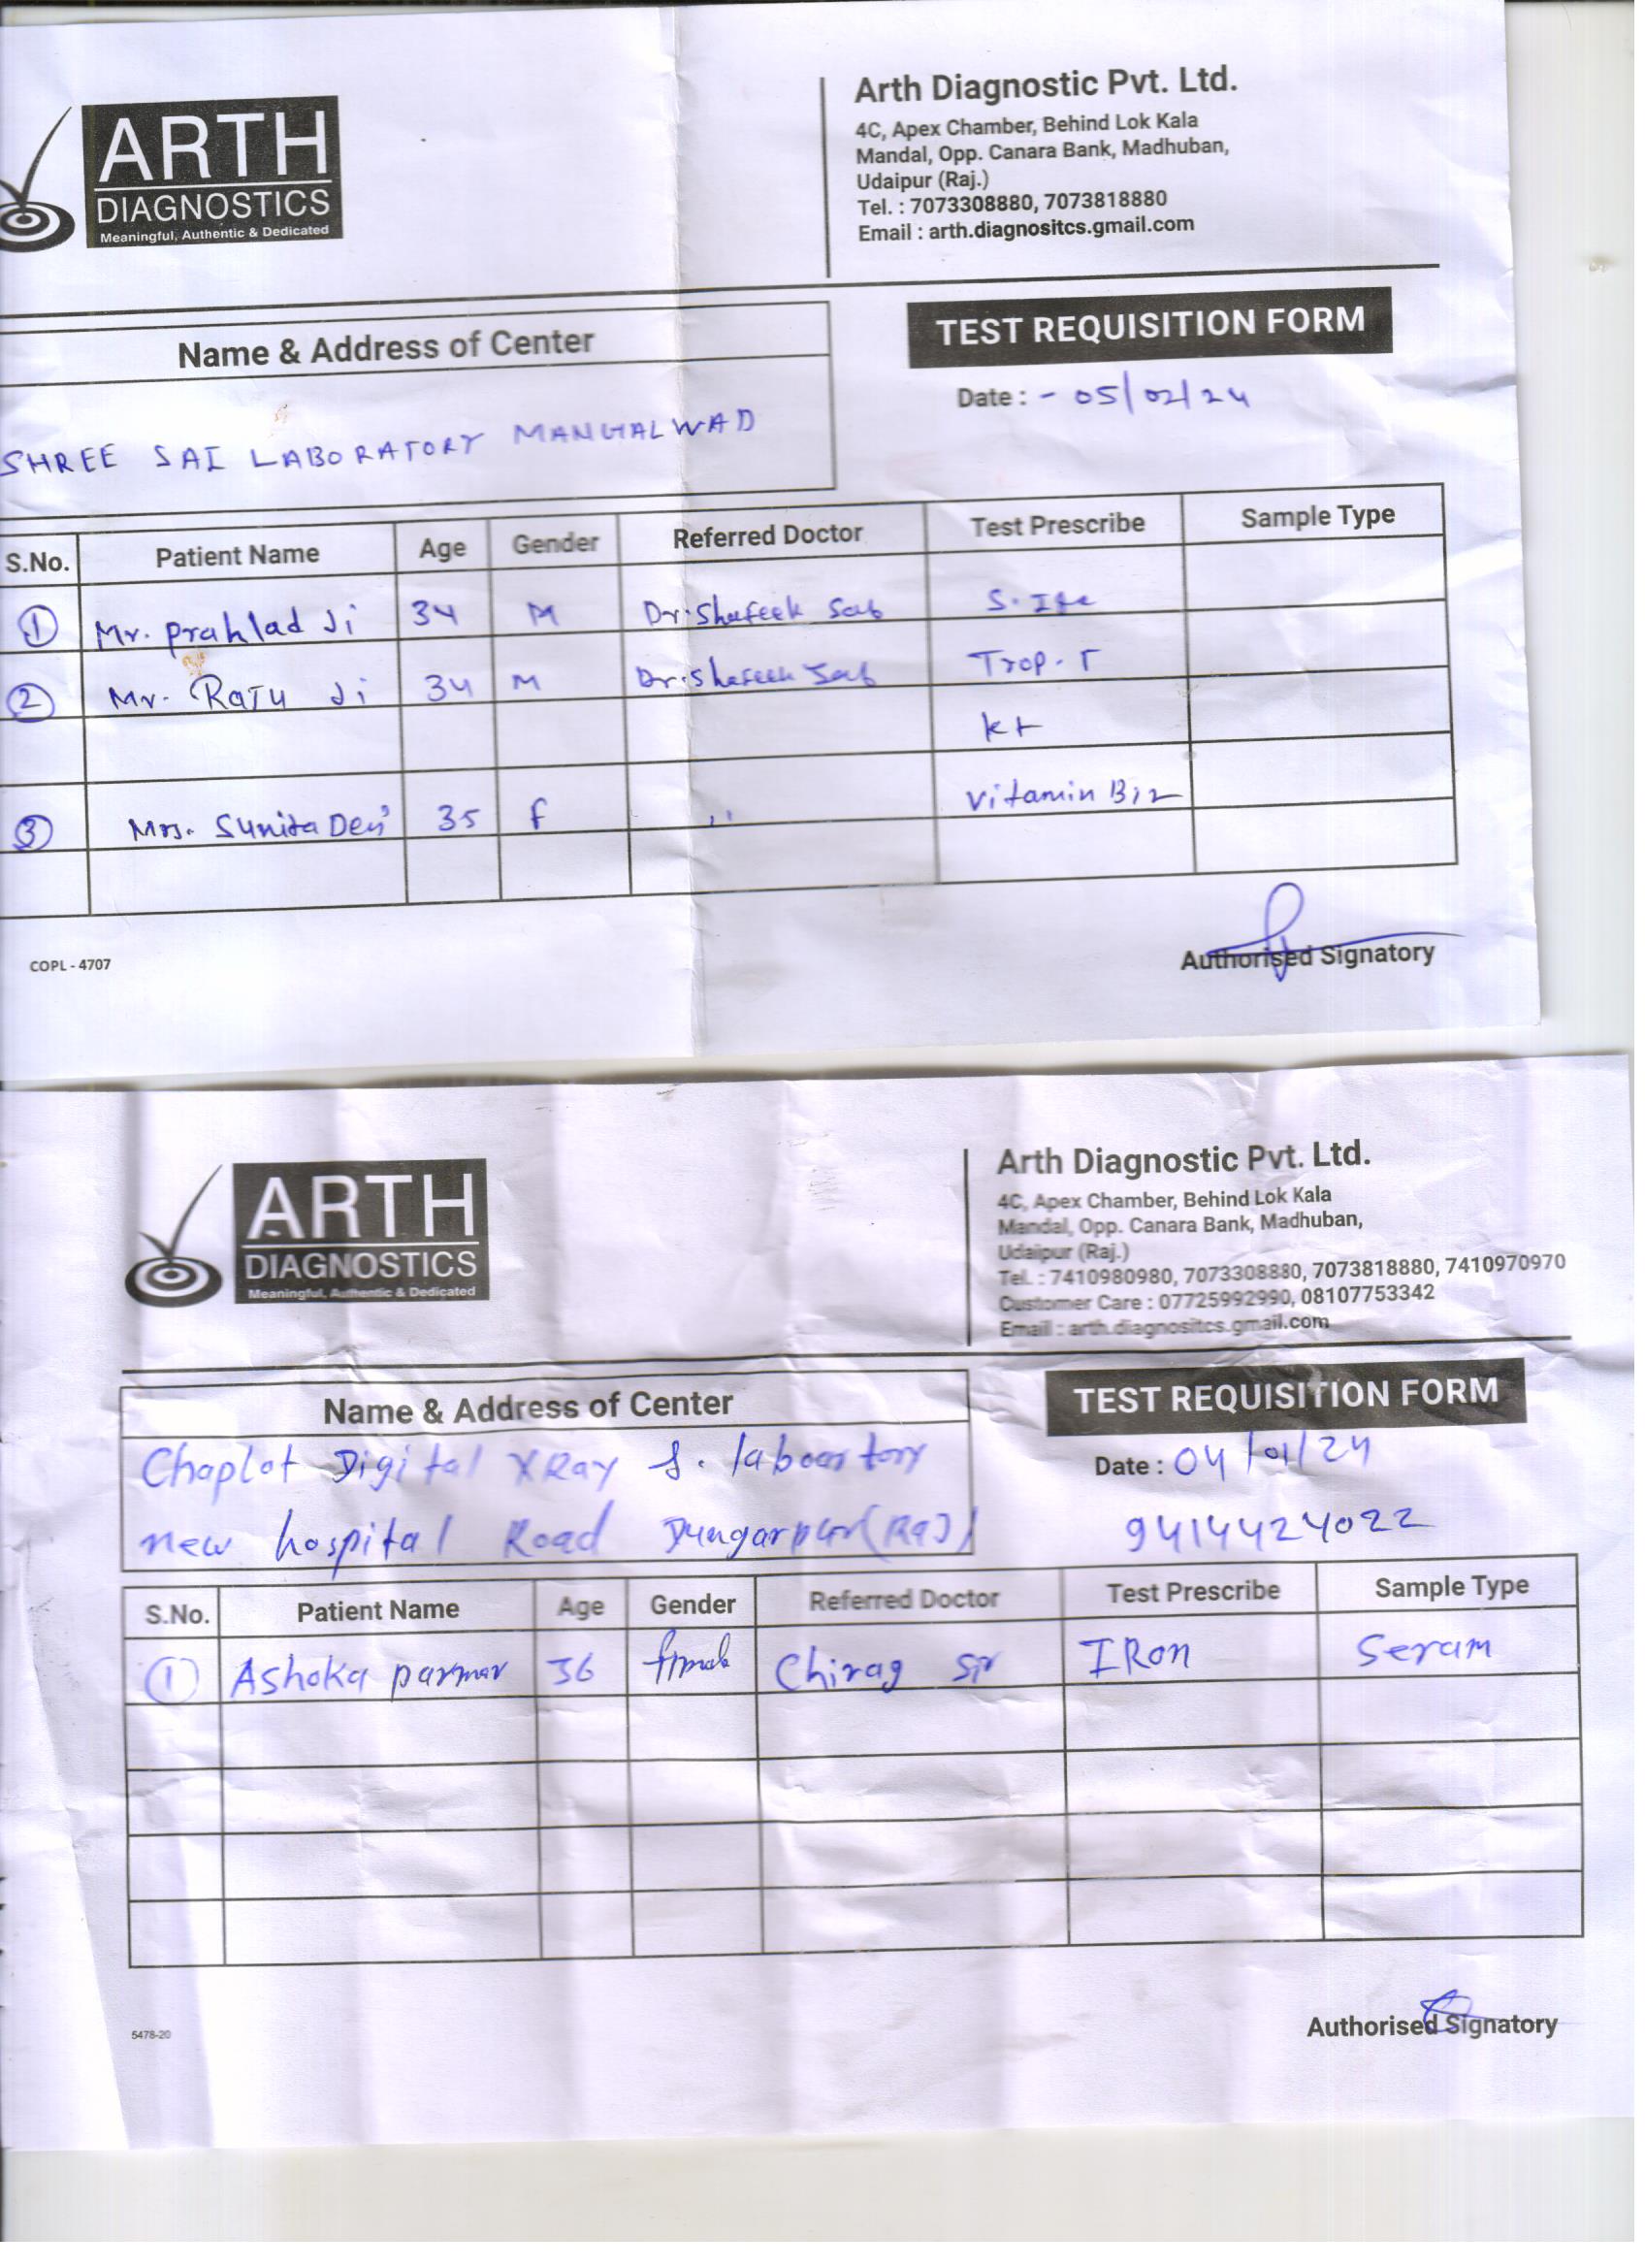 ARTH
DIAGNOSTICS
Meaningful, Authentic & Dedicated
Arth Diagnostic Pvt. Ltd.
4C, Apex Chamber, Behind Lok Kala
Mandal, Opp. Canara Bank, Madhuban,
Udaipur (Raj.)
Tel. : 7073308880, 7073818880
Email : arth.diagnositcs.gmail.com
Name & Address of Center
TEST REQUISITION FORM
Date : - 05/02/24
SHREE SAI LABORATORY MANGALWAD
S.No. Patient Name Age Gender Referred Doctor Test Prescribe Sample Type
1 Mr. prahlad Ji 34 M Dr. Shafeek Sab S.
2 Mr. Raju Ji 34 M Dr. Shafeek Sab Trop. T
kt
3 Mrs. Sunita Devi 35 f ,, Vitamin B12
COPL - 4707
Authorised Signatory
ARTH
DIAGNOSTICS
Meaningful, Authentic & Dedicated
Arth Diagnostic Pvt. Ltd.
4C, Apex Chamber, Behind Lok Kala
Mandal, Opp. Canara Bank, Madhuban,
Udaipur (Raj.)
Tel. : 7410980980, 7073308880, 7073818880, 7410970970
Customer Care : 07725992990, 08107753342
Email : arth.diagnositcs.gmail.com
Name & Address of Center
TEST REQUISITION FORM
Chaplot Digital XRay &. laboartory
Date : 04/01/24
new hospital Road Dungarpur (Raj)
9414424022
S.No. Patient Name Age Gender Referred Doctor Test Prescribe Sample Type
1 Ashoka parmar 36 female Chirag sir IRon Seram
5478-20
Authorised Signatory